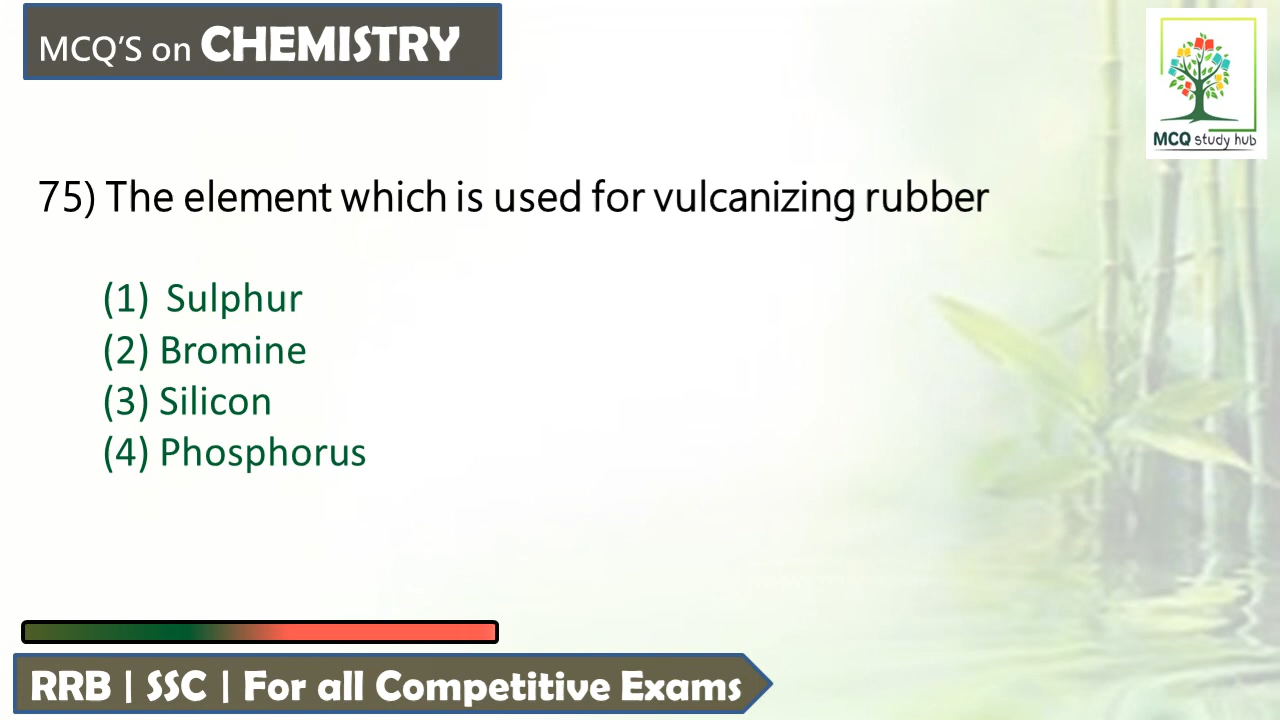 MCQ'S on CHEMISTRY
MCQ study hub
75) The element which is used for vulcanizing rubber
(1) Sulphur
(2) Bromine
(3) Silicon
(4) Phosphorus
RRB | SSC | For all Competitive Exams